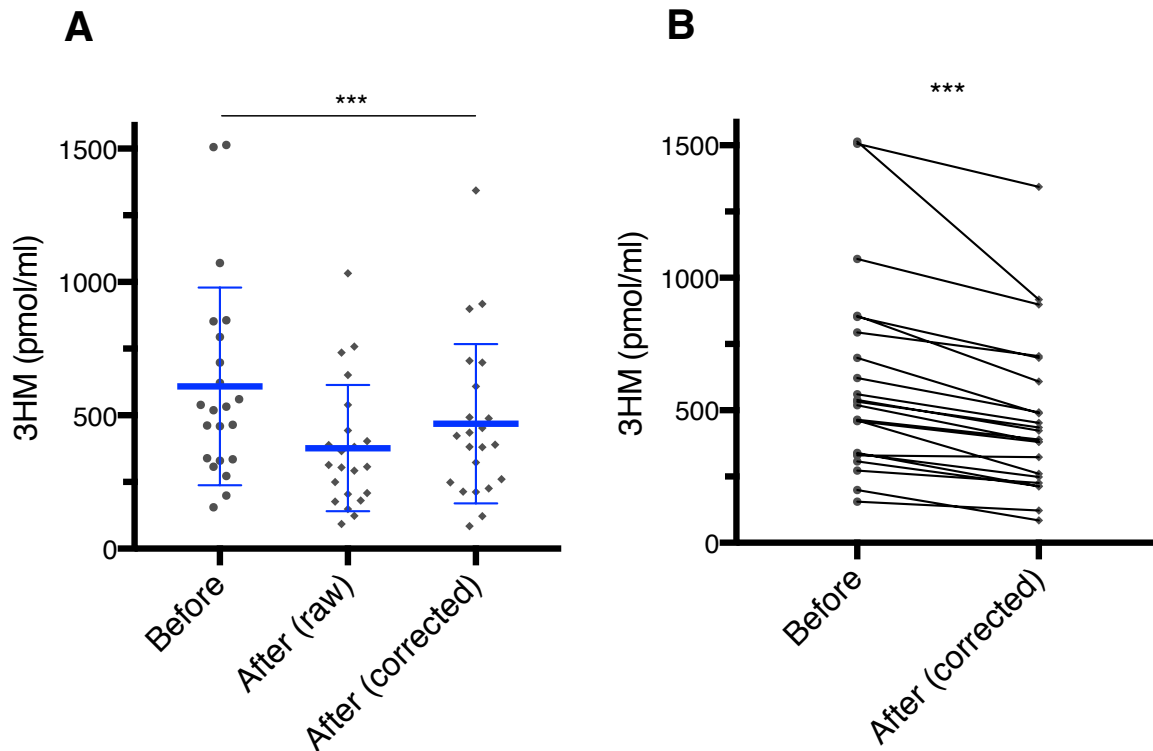 A
***
3HM (pmol/ml)
1500
1000
500
0
Before
After (raw)
After (corrected)
B
***
3HM (pmol/ml)
1500
1000
500
0
Before
After (corrected)